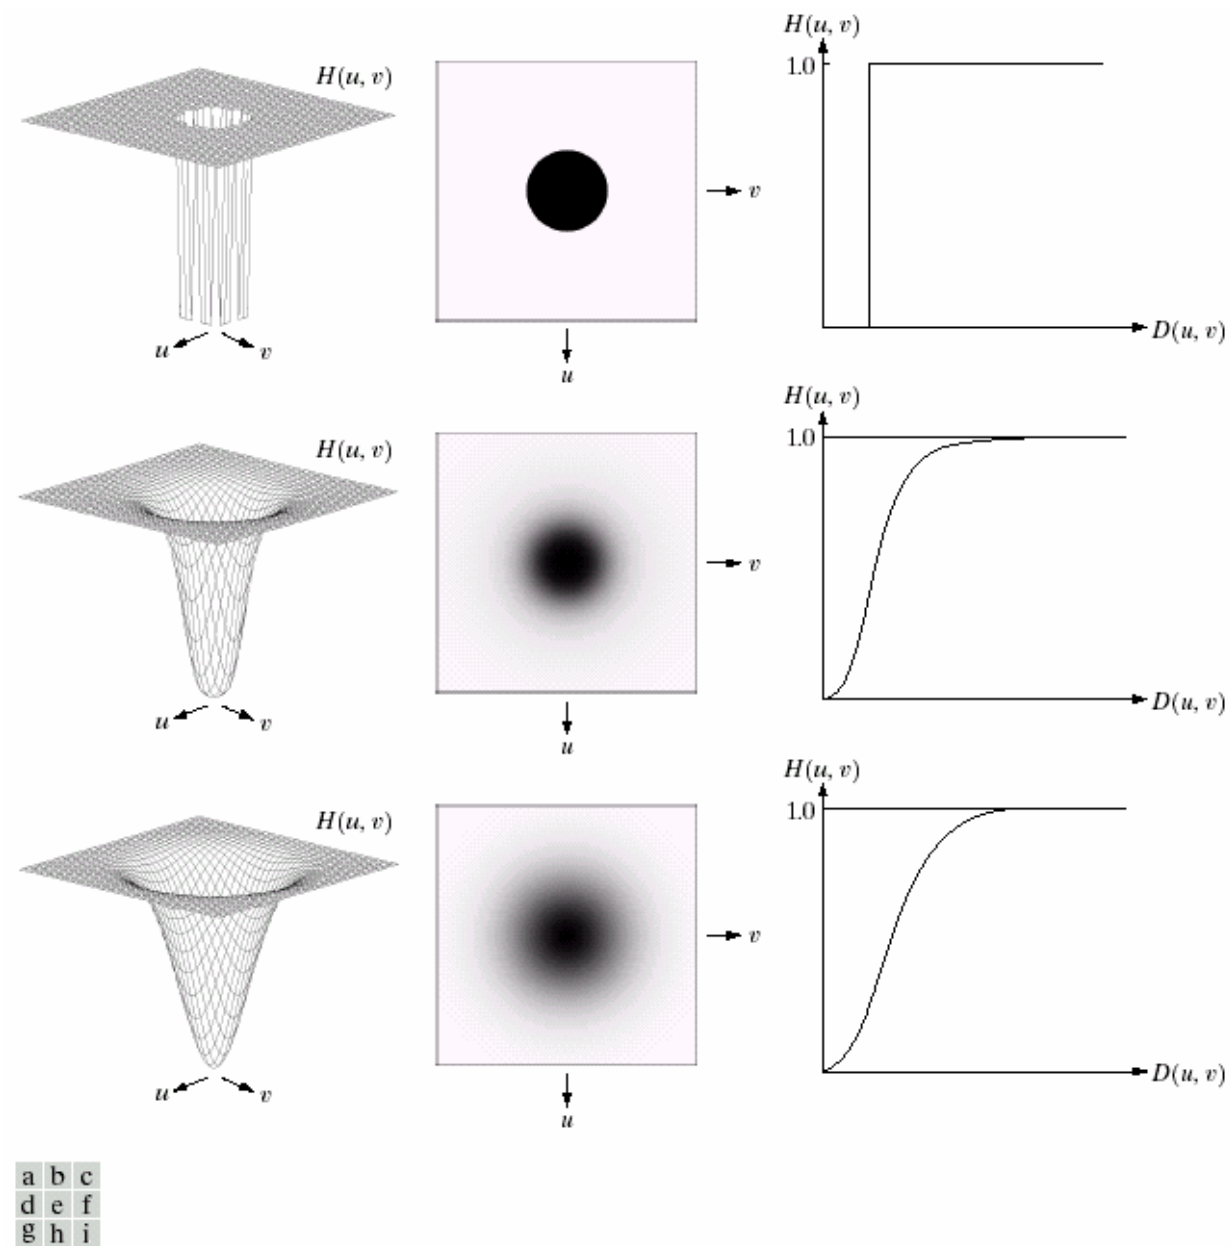 H(u, v)
H(u, v)
1.0
v
D(u, v)
u
v
u
H(u, v)
H(u, v)
1.0
v
D(u, v)
u
v
u
H(u, v)
H(u, v)
1.0
v
D(u, v)
u
v
u
a b c
d e f
g h i